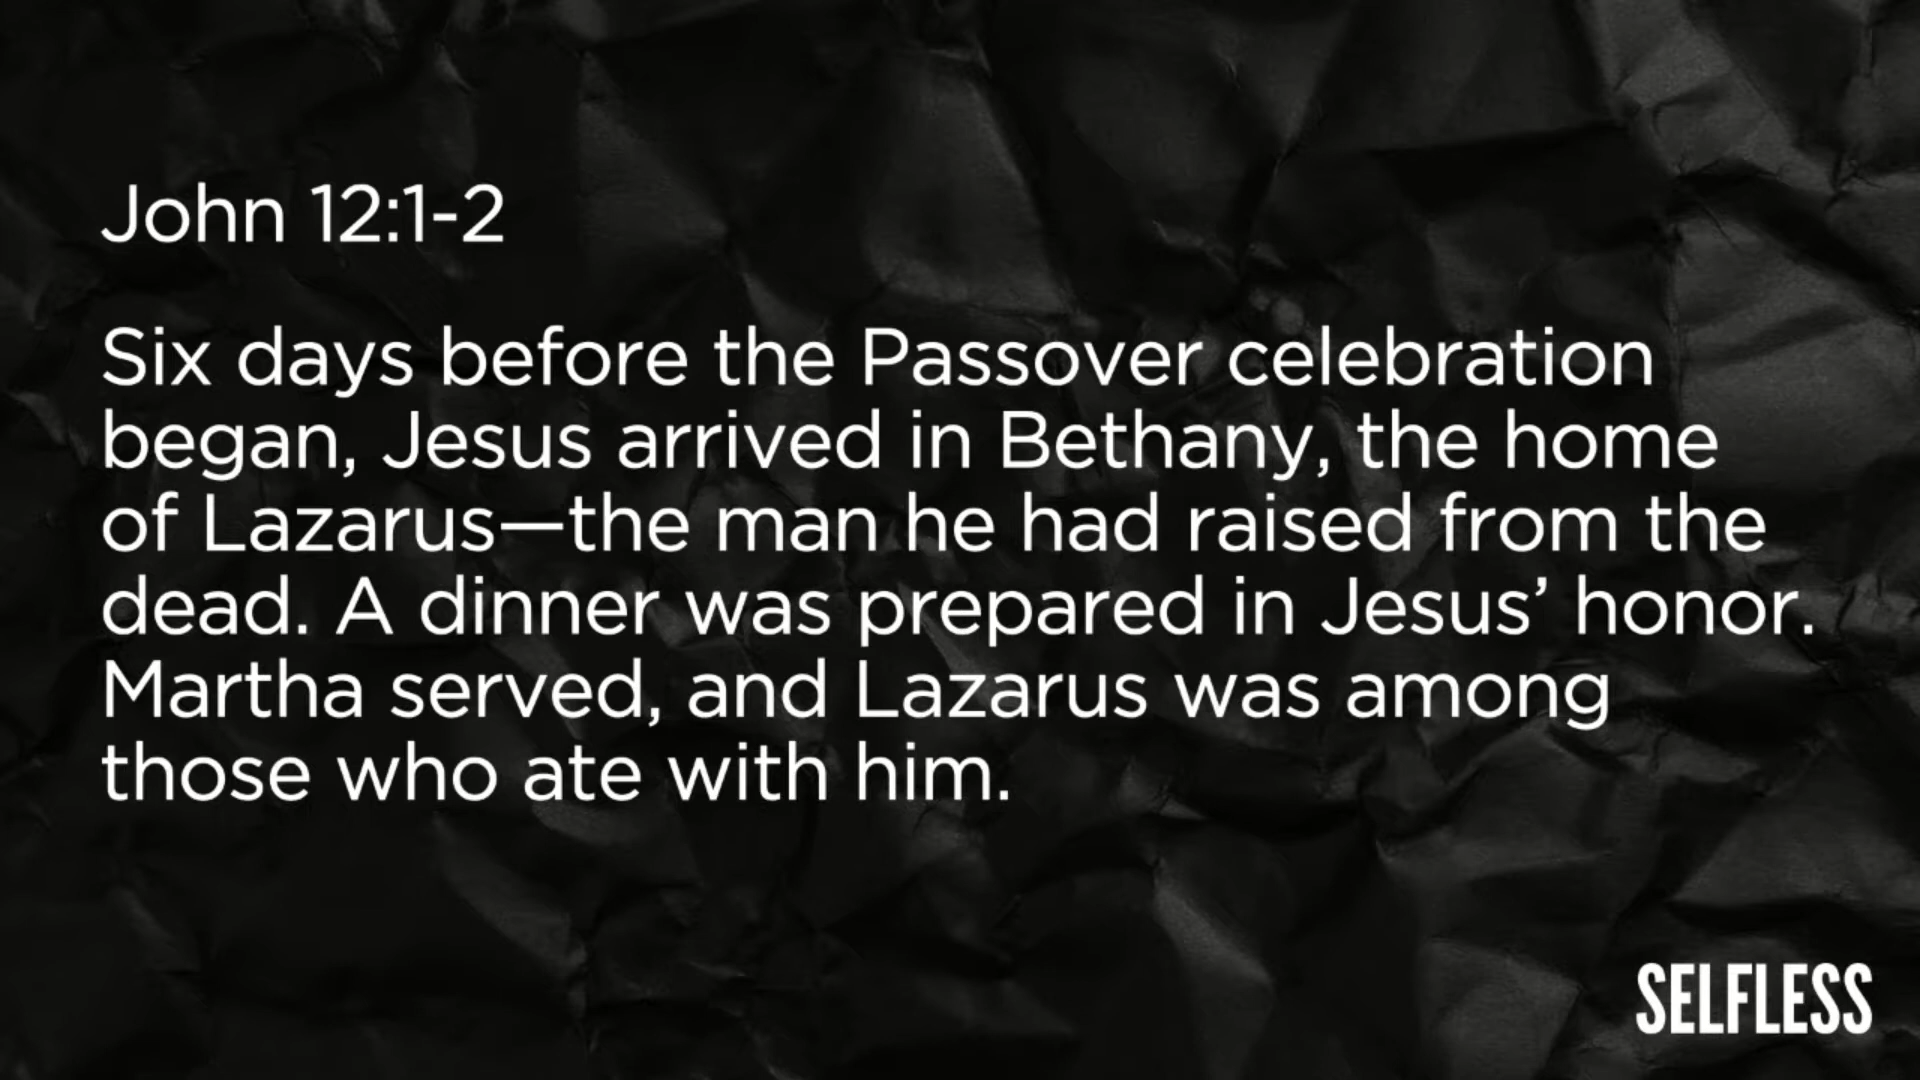 John 12:1-2
Six days before the Passover celebration
began, Jesus arrived in Bethany, the home
of Lazarus—the man he had raised from the
dead. A dinner was prepared in Jesus’ honor.
Martha served, and Lazarus was among
those who ate with him.
SELFLESS